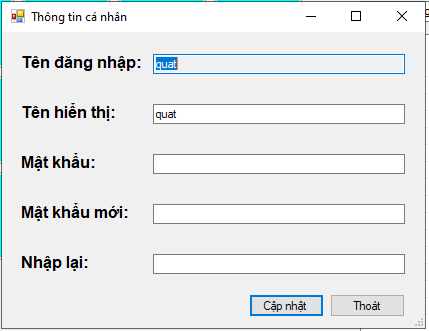 Thông tin cá nhân
Tên đăng nhập: quat
Tên hiển thị: quat
Mật khẩu:
Mật khẩu mới:
Nhập lại:
Cập nhật Thoát